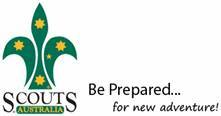 Be Prepared...
SCOUTS
AUSTRALIA
for new adventure!